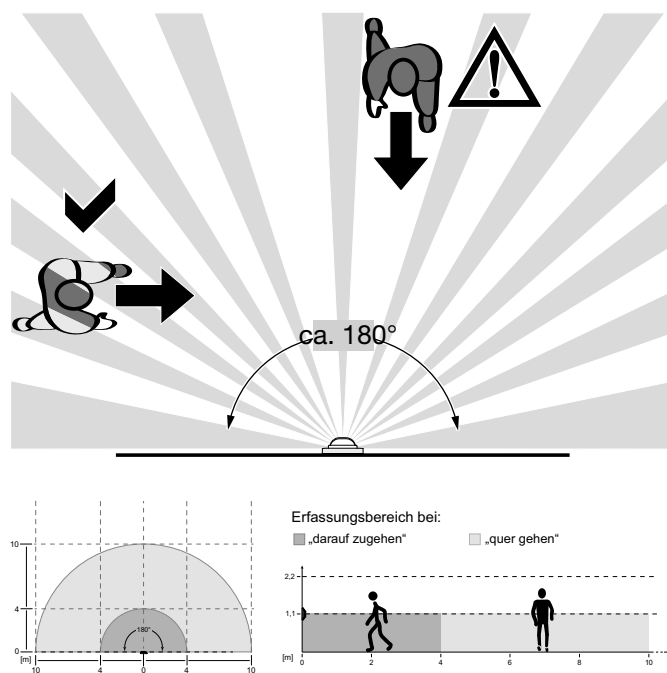 ca. 180°
Erfassungsbereich bei:
„darauf zugehen“ „quer gehen“
10
4
0
180°
[m]
10 4 0 4 10
2,2
1,1
[m] 0 2 4 6 8 10